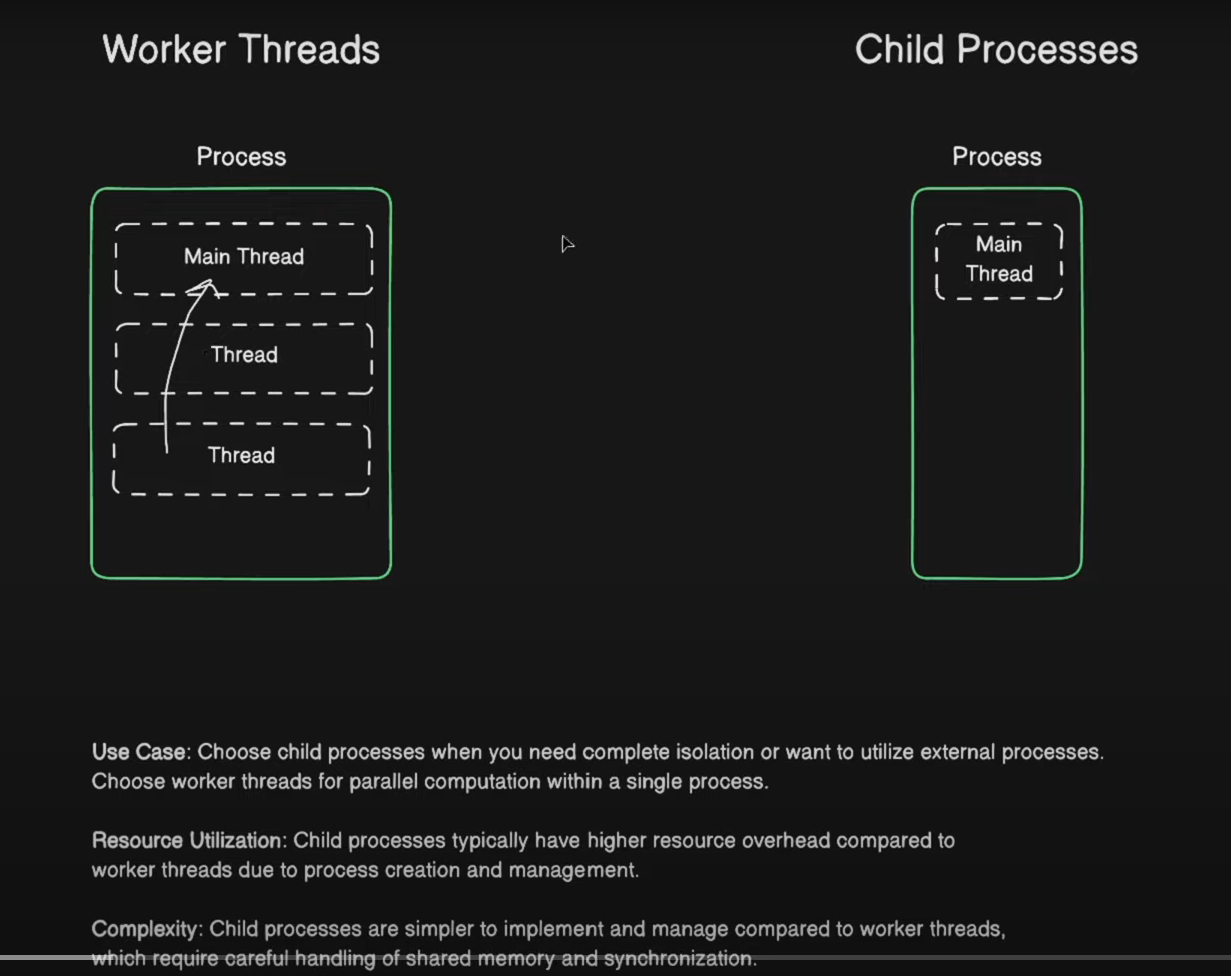 Worker Threads
Child Processes
Process
Main Thread
Thread
Thread
Process
Main
Thread
Use Case: Choose child processes when you need complete isolation or want to utilize external processes.
Choose worker threads for parallel computation within a single process.
Resource Utilization: Child processes typically have higher resource overhead compared to
worker threads due to process creation and management.
Complexity: Child processes are simpler to implement and manage compared to worker threads,
which require careful handling of shared memory and synchronization.